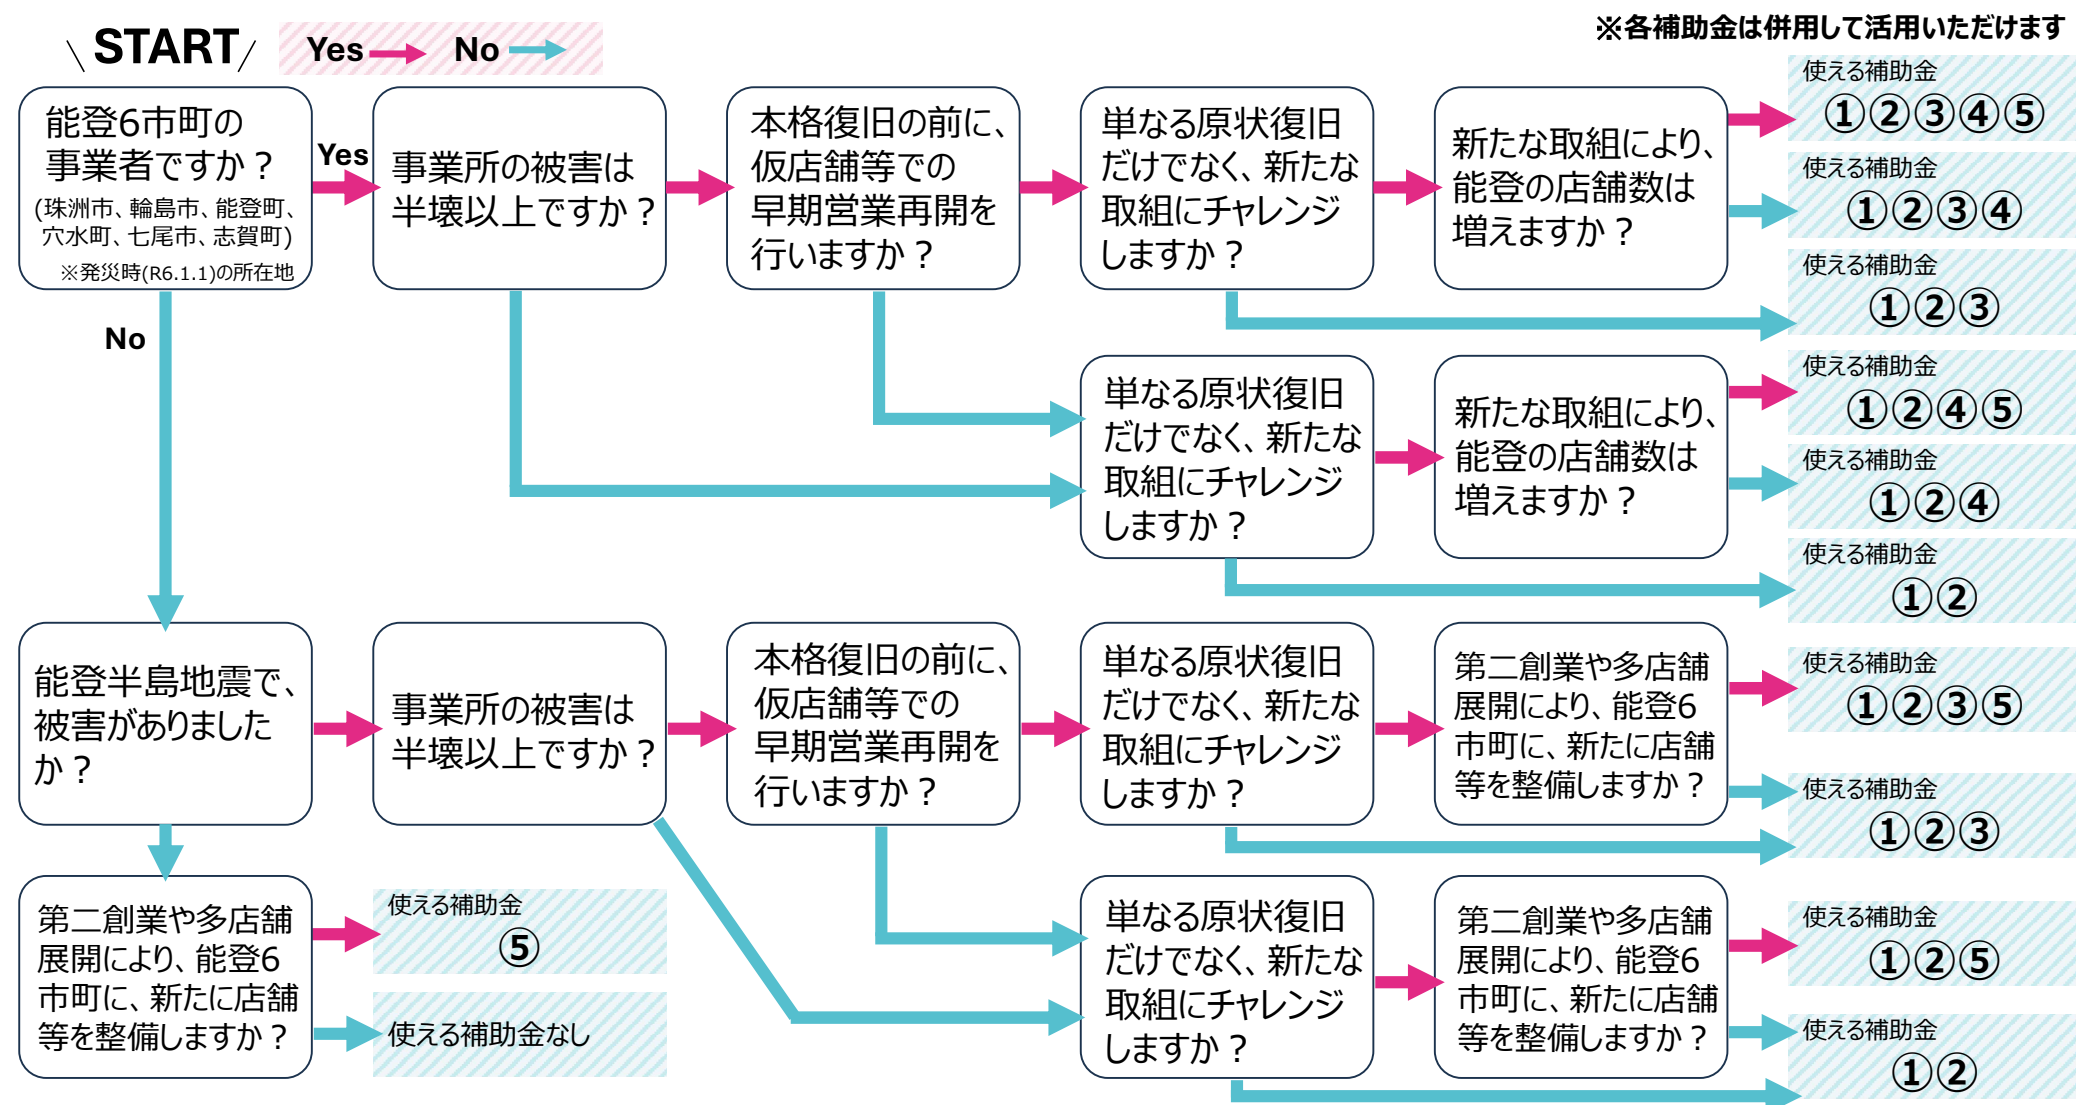 START
Yes
No
※各補助金は併用して活用いただけます
能登6市町の
事業者ですか？
(珠洲市、輪島市、能登町、
穴水町、七尾市、志賀町)
※発災時(R6.1.1)の所在地
Yes
No
事業所の被害は
半壊以上ですか？
本格復旧の前に、
仮店舗等での
早期営業再開を
行いますか？
単なる原状復旧
だけでなく、新たな
取組にチャレンジ
しますか？
新たな取組により、
能登の店舗数は
増えますか？
使える補助金
①②③④⑤
使える補助金
①②③④
使える補助金
①②③
単なる原状復旧
だけでなく、新たな
取組にチャレンジ
しますか？
新たな取組により、
能登の店舗数は
増えますか？
使える補助金
①②④⑤
使える補助金
①②④
使える補助金
①②
能登半島地震で、
被害がありました
か？
事業所の被害は
半壊以上ですか？
本格復旧の前に、
仮店舗等での
早期営業再開を
行いますか？
単なる原状復旧
だけでなく、新たな
取組にチャレンジ
しますか？
第二創業や多店舗
展開により、能登6
市町に、新たに店舗
等を整備しますか？
使える補助金
①②③⑤
使える補助金
①②③
第二創業や多店舗
展開により、能登6
市町に、新たに店舗
等を整備しますか？
使える補助金
⑤
使える補助金なし
単なる原状復旧
だけでなく、新たな
取組にチャレンジ
しますか？
第二創業や多店舗
展開により、能登6
市町に、新たに店舗
等を整備しますか？
使える補助金
①②⑤
使える補助金
①②